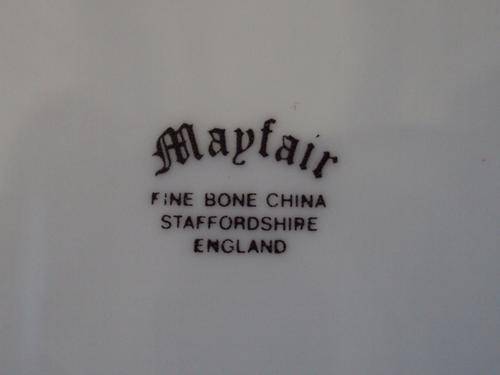 Mayfair
FINE BONE CHINA
STAFFORDSHIRE
ENGLAND